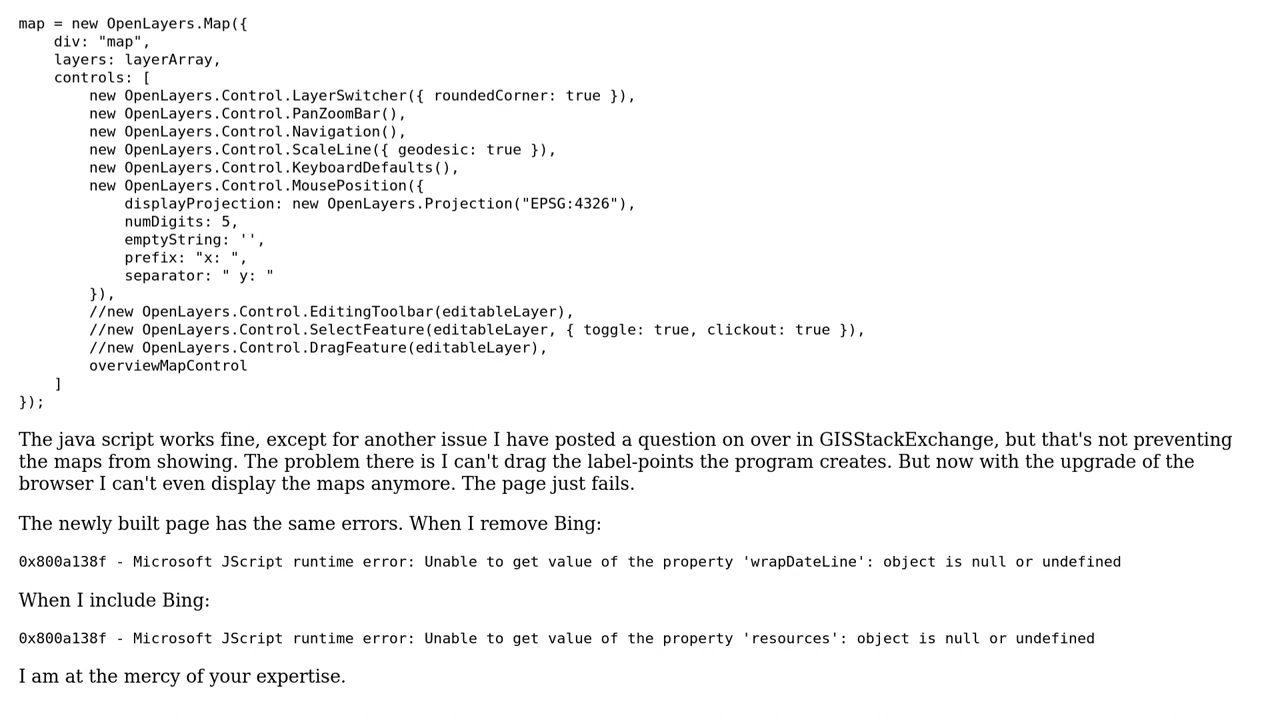 map = new OpenLayers.Map({
    div: "map",
    layers: layerArray,
    controls: [
        new OpenLayers.Control.LayerSwitcher({ roundedCorner: true }),
        new OpenLayers.Control.PanZoomBar(),
        new OpenLayers.Control.Navigation(),
        new OpenLayers.Control.ScaleLine({ geodesic: true }),
        new OpenLayers.Control.KeyboardDefaults(),
        new OpenLayers.Control.MousePosition({
            displayProjection: new OpenLayers.Projection("EPSG:4326"),
            numDigits: 5,
            emptyString: '',
            prefix: "x: ",
            separator: " y: "
        }),
        //new OpenLayers.Control.EditingToolbar(editableLayer),
        //new OpenLayers.Control.SelectFeature(editableLayer, { toggle: true, clickout: true }),
        //new OpenLayers.Control.DragFeature(editableLayer),
        overviewMapControl
    ]
});
The java script works fine, except for another issue I have posted a question on over in GISStackExchange, but that's not preventing
the maps from showing. The problem there is I can't drag the label-points the program creates. But now with the upgrade of the
browser I can't even display the maps anymore. The page just fails.
The newly built page has the same errors. When I remove Bing:
0x800a138f - Microsoft JScript runtime error: Unable to get value of the property 'wrapDateLine': object is null or undefined
When I include Bing:
0x800a138f - Microsoft JScript runtime error: Unable to get value of the property 'resources': object is null or undefined
I am at the mercy of your expertise.